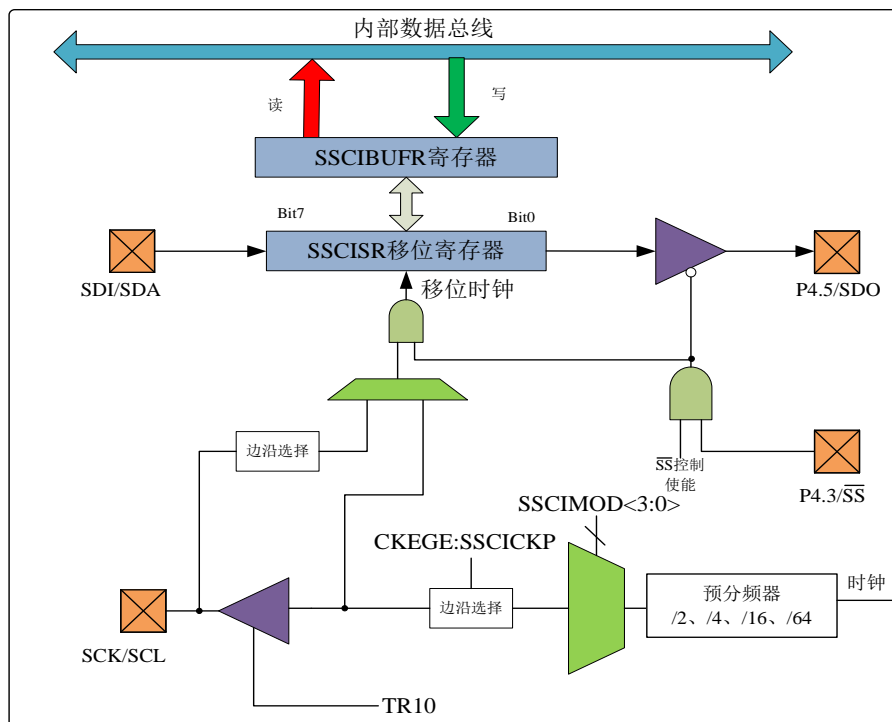 内部数据总线
读
写
SSCIBUFR寄存器
Bit7
Bit0
SSCISR移位寄存器
SDI/SDA
移位时钟
P4.5/SDO
边沿选择
S̅S̅控制
使能
P4.3/S̅S̅
SSCIMOD<3:0>
CKEGE:SSCICKP
边沿选择
预分频器
/2、/4、/16、/64
时钟
SCK/SCL
TR10